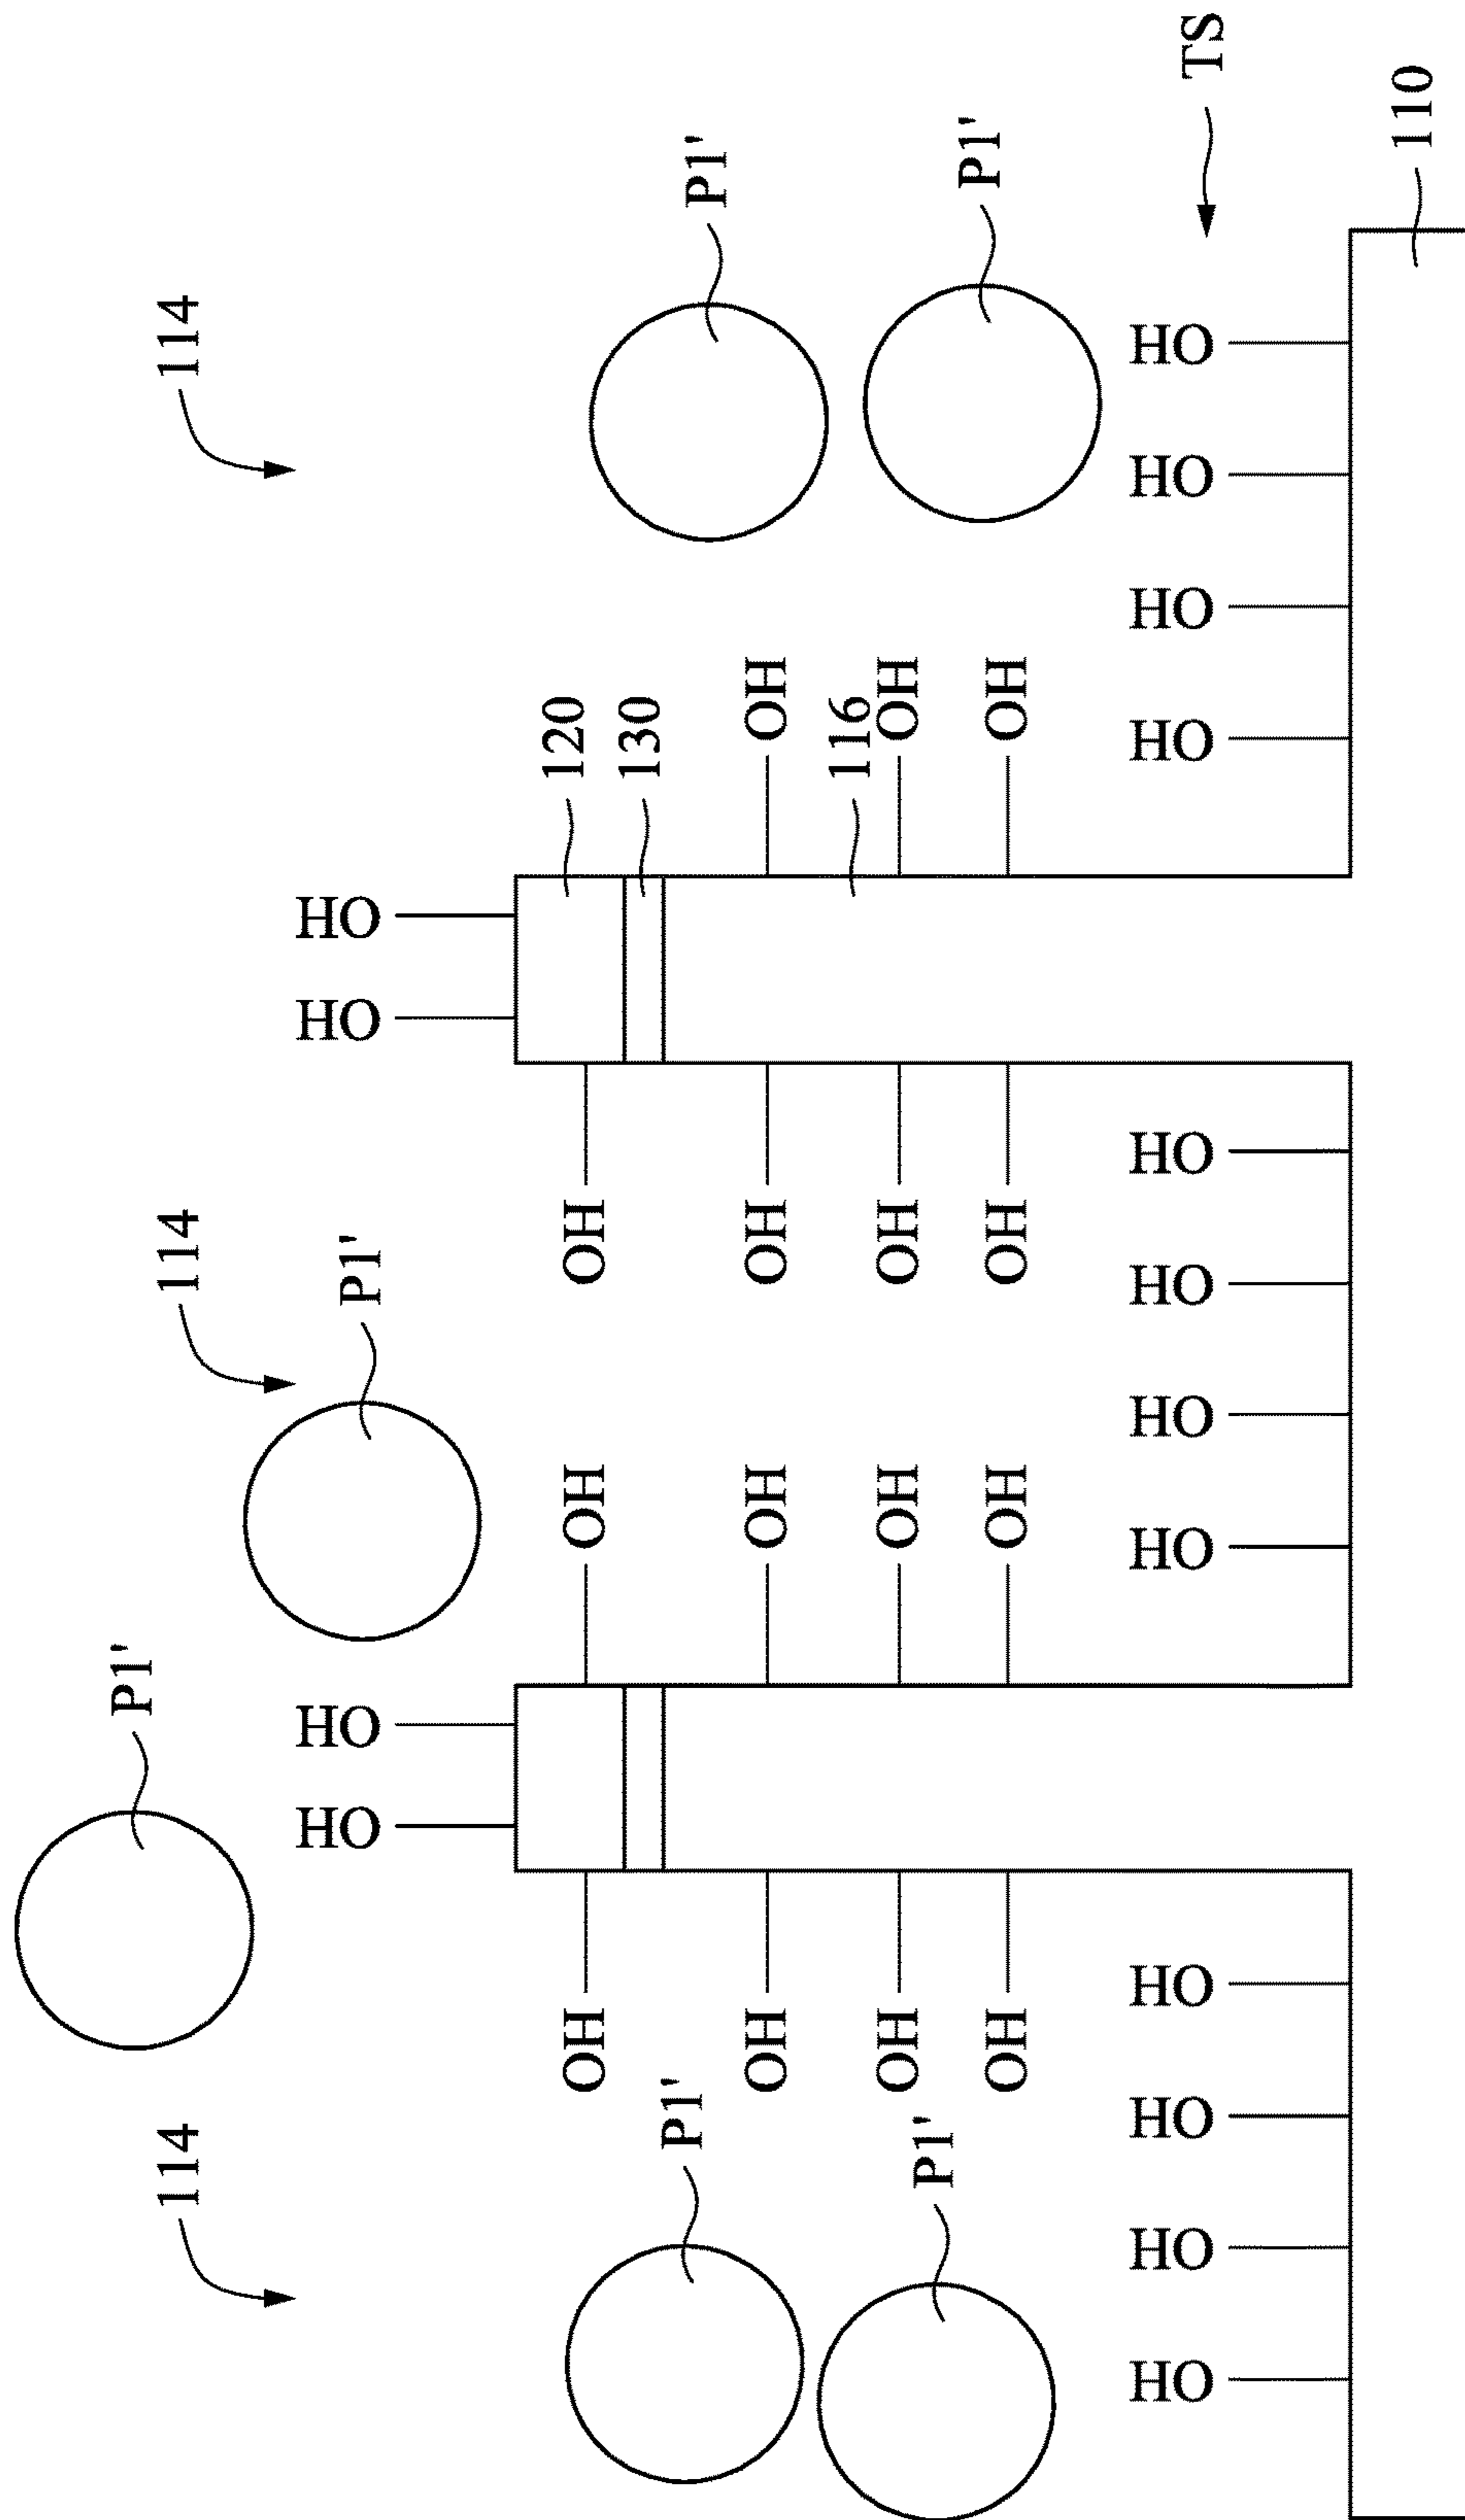 P1'
114 114 114
HO HO HO HO
P1'
OH OH OH 120
130
P1' P1'
OH OH OH OH
116
OH OH OH OH
P1' P1'
OH OH OH OH
HO HO HO HO HO HO HO HO HO HO HO HO
TS
110